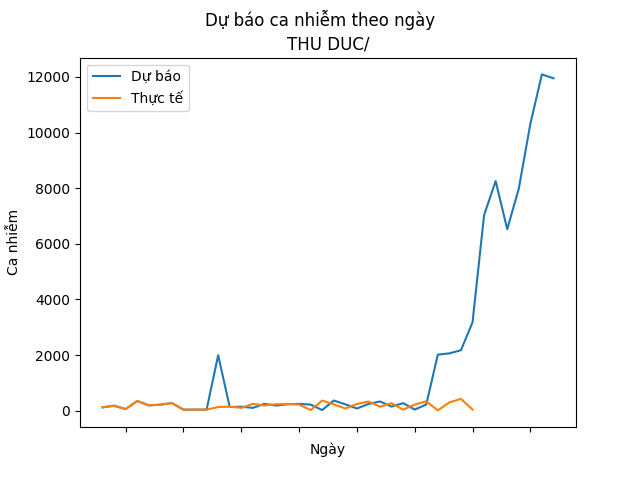 Dự báo ca nhiễm theo ngày
THU DUC/
Dự báo
Thực tế
12000
10000
8000
6000
4000
2000
0
Ca nhiễm
Ngày